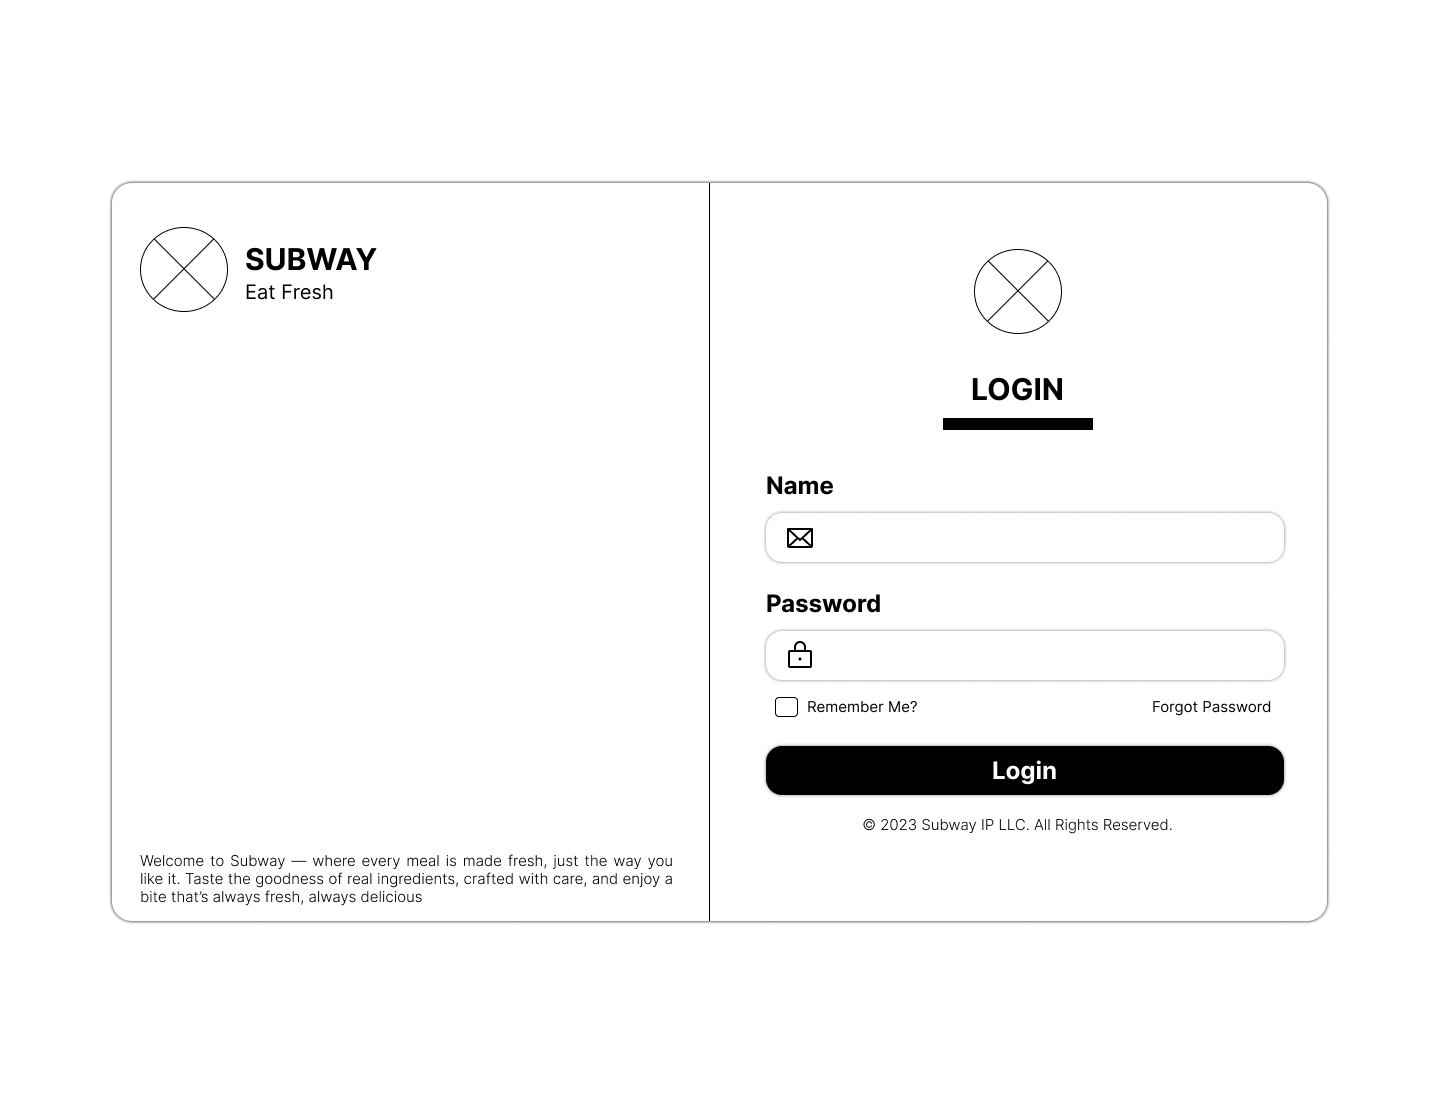 SUBWAY
Eat Fresh
Welcome to Subway — where every meal is made fresh, just the way you
like it. Taste the goodness of real ingredients, crafted with care, and enjoy a
bite that’s always fresh, always delicious
LOGIN
Name
Password
Remember Me?
Forgot Password
Login
© 2023 Subway IP LLC. All Rights Reserved.